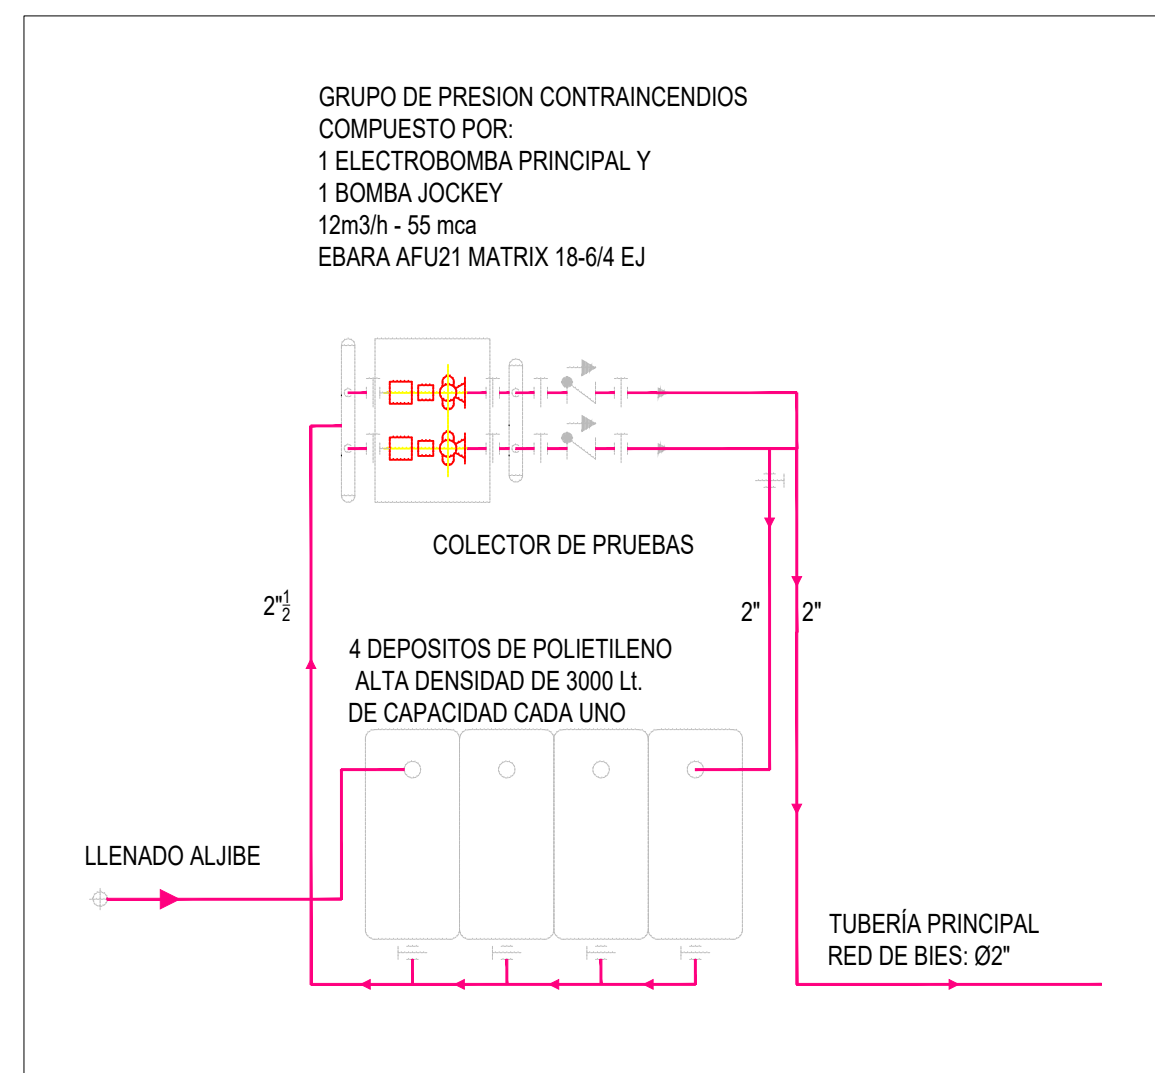 GRUPO DE PRESION CONTRAINCENDIOS
COMPUESTO POR:
1 ELECTROBOMBA PRINCIPAL Y
1 BOMBA JOCKEY
12m3/h - 55 mca
EBARA AFU21 MATRIX 18-6/4 EJ
COLECTOR DE PRUEBAS
2"½
2"
2"
4 DEPOSITOS DE POLIETILENO
ALTA DENSIDAD DE 3000 Lt.
DE CAPACIDAD CADA UNO
LLENADO ALJIBE
TUBERÍA PRINCIPAL
RED DE BIES: Ø2"